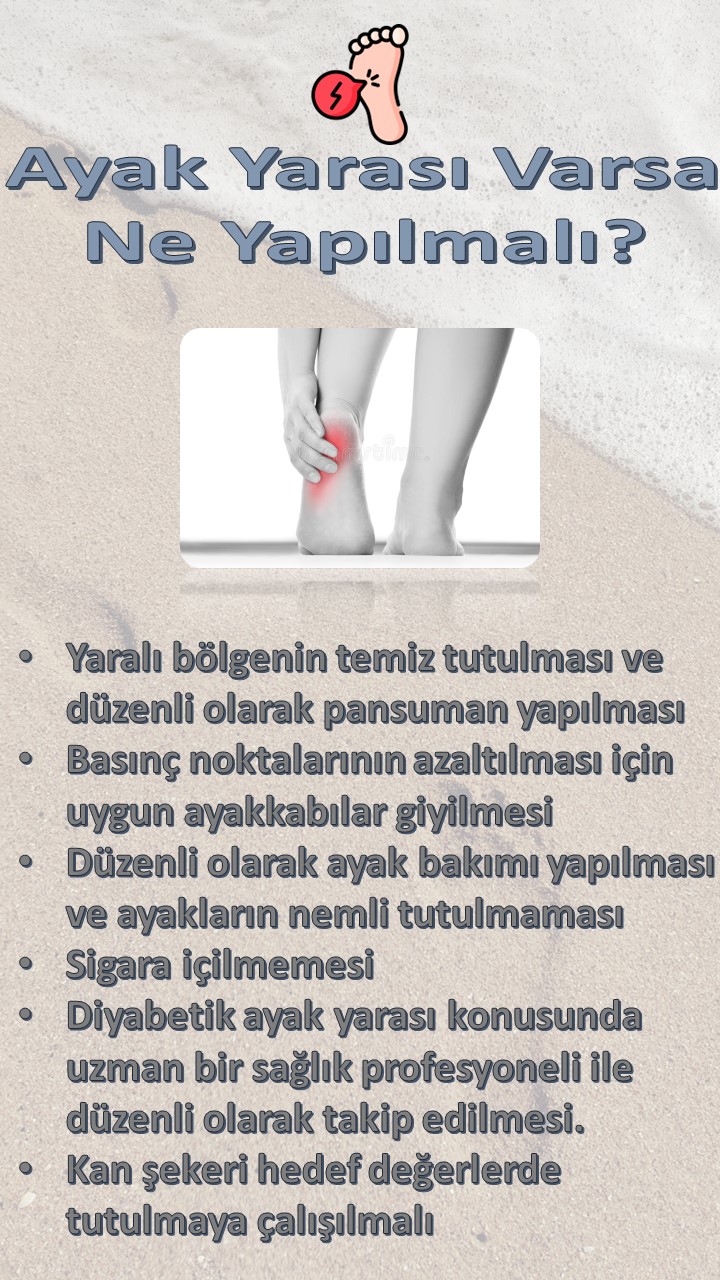 Ayak Yarası Varsa
Ne Yapılmalı?
• Yaralı bölgenin temiz tutulması ve
düzenli olarak pansuman yapılması
• Basınç noktalarının azaltılması için
uygun ayakkabılar giyilmesi
• Düzenli olarak ayak bakımı yapılması
ve ayakların nemli tutulmaması
• Sigara içilmemesi
• Diyabetik ayak yarası konusunda
uzman bir sağlık profesyoneli ile
düzenli olarak takip edilmesi.
• Kan şekeri hedef değerlerde
tutulmaya çalışılmalı